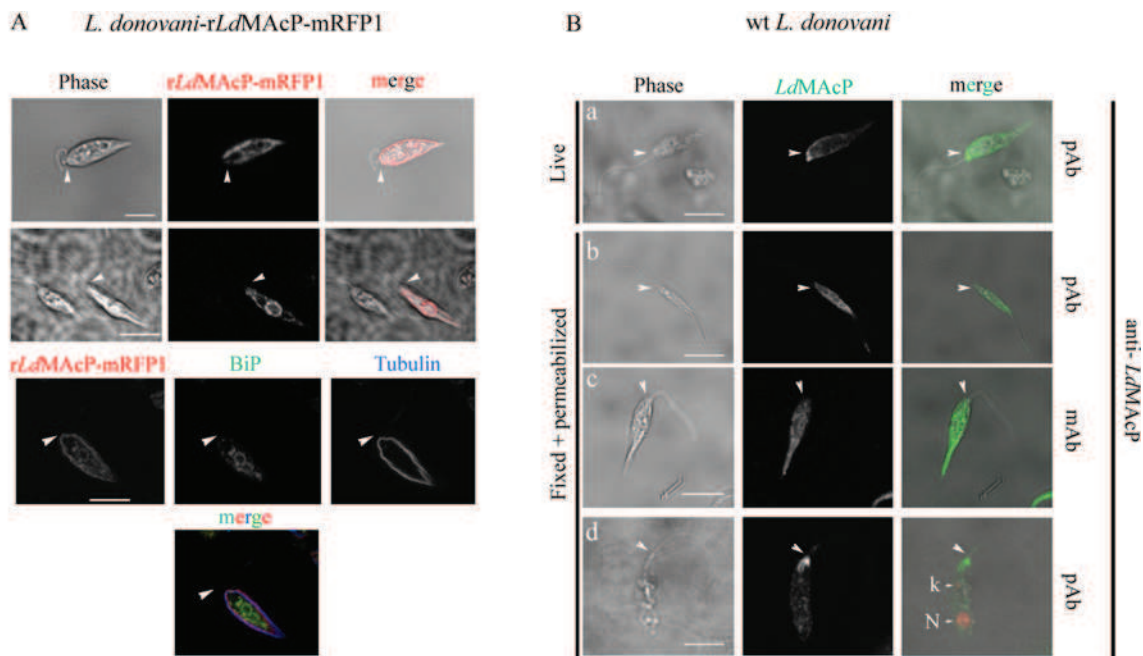 A L. donovani-rLdMAcP-mRFP1
Phase rLdMAcP-mRFP1 merge
rLdMAcP-mRFP1 BiP Tubulin
merge
B wt L. donovani
Phase LdMAcP merge
Live
a
pAb
Fixed + permeabilized
b
pAb
c
mAb
d
k
N
pAb
anti- LdMAcP